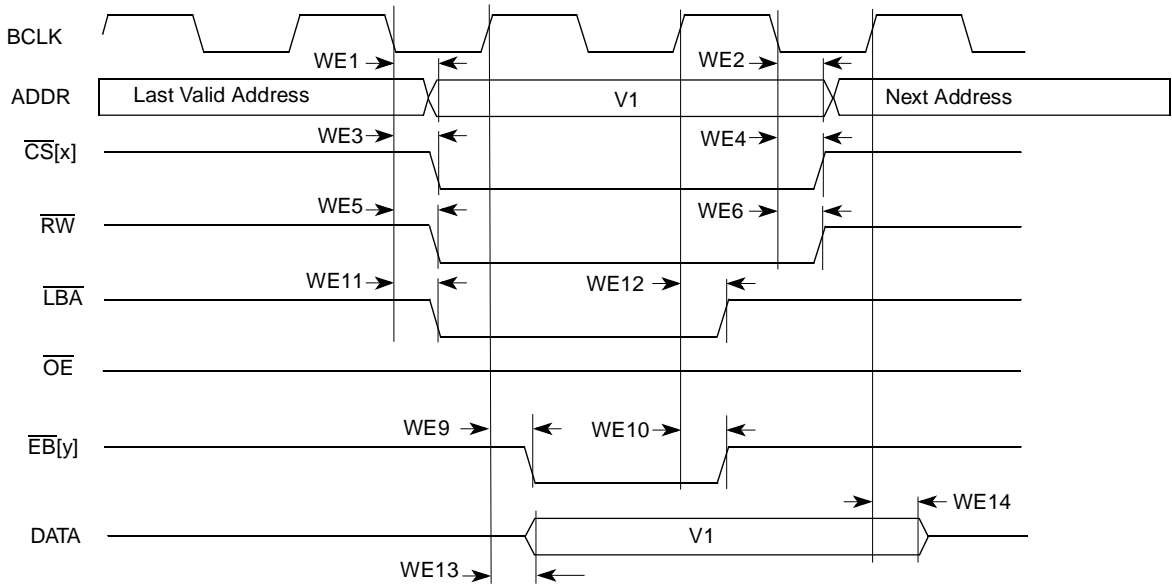 BCLK
WE1
WE2
ADDR
Last Valid Address
V1
Next Address
WE3
WE4
CS[x]
WE5
WE6
RW
WE11
WE12
LBA
OE
WE9
WE10
EB[y]
WE14
DATA
V1
WE13